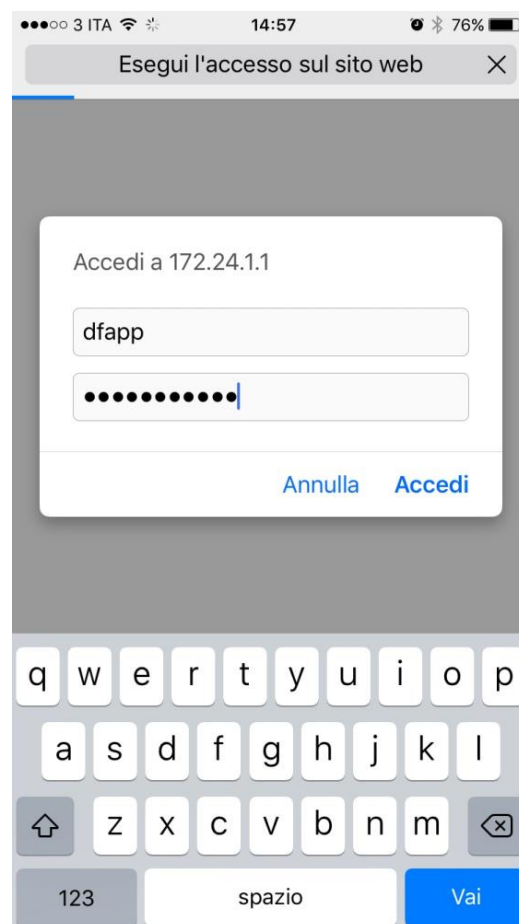 3 ITA 14:57 76%
Esegui l'accesso sul sito web
Accedi a 172.24.1.1
dfapp
•••••••••••
Annulla Accedi
q w e r t y u i o p
a s d f g h j k l
z x c v b n m
123 spazio Vai